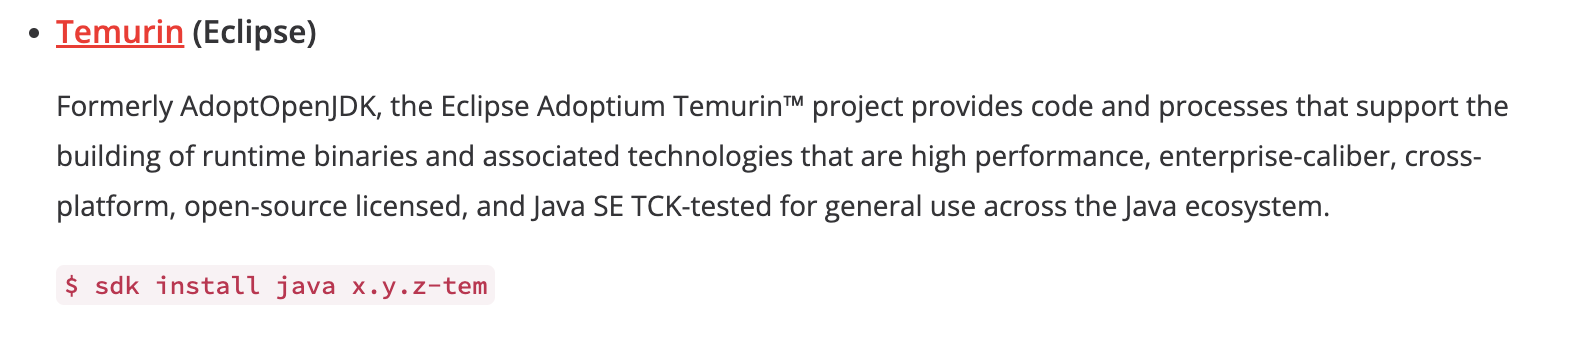 • Temurin (Eclipse)
Formerly AdoptOpenJDK, the Eclipse Adoptium Temurin™ project provides code and processes that support the
building of runtime binaries and associated technologies that are high performance, enterprise-caliber, cross-
platform, open-source licensed, and Java SE TCK-tested for general use across the Java ecosystem.
$ sdk install java x.y.z-tem